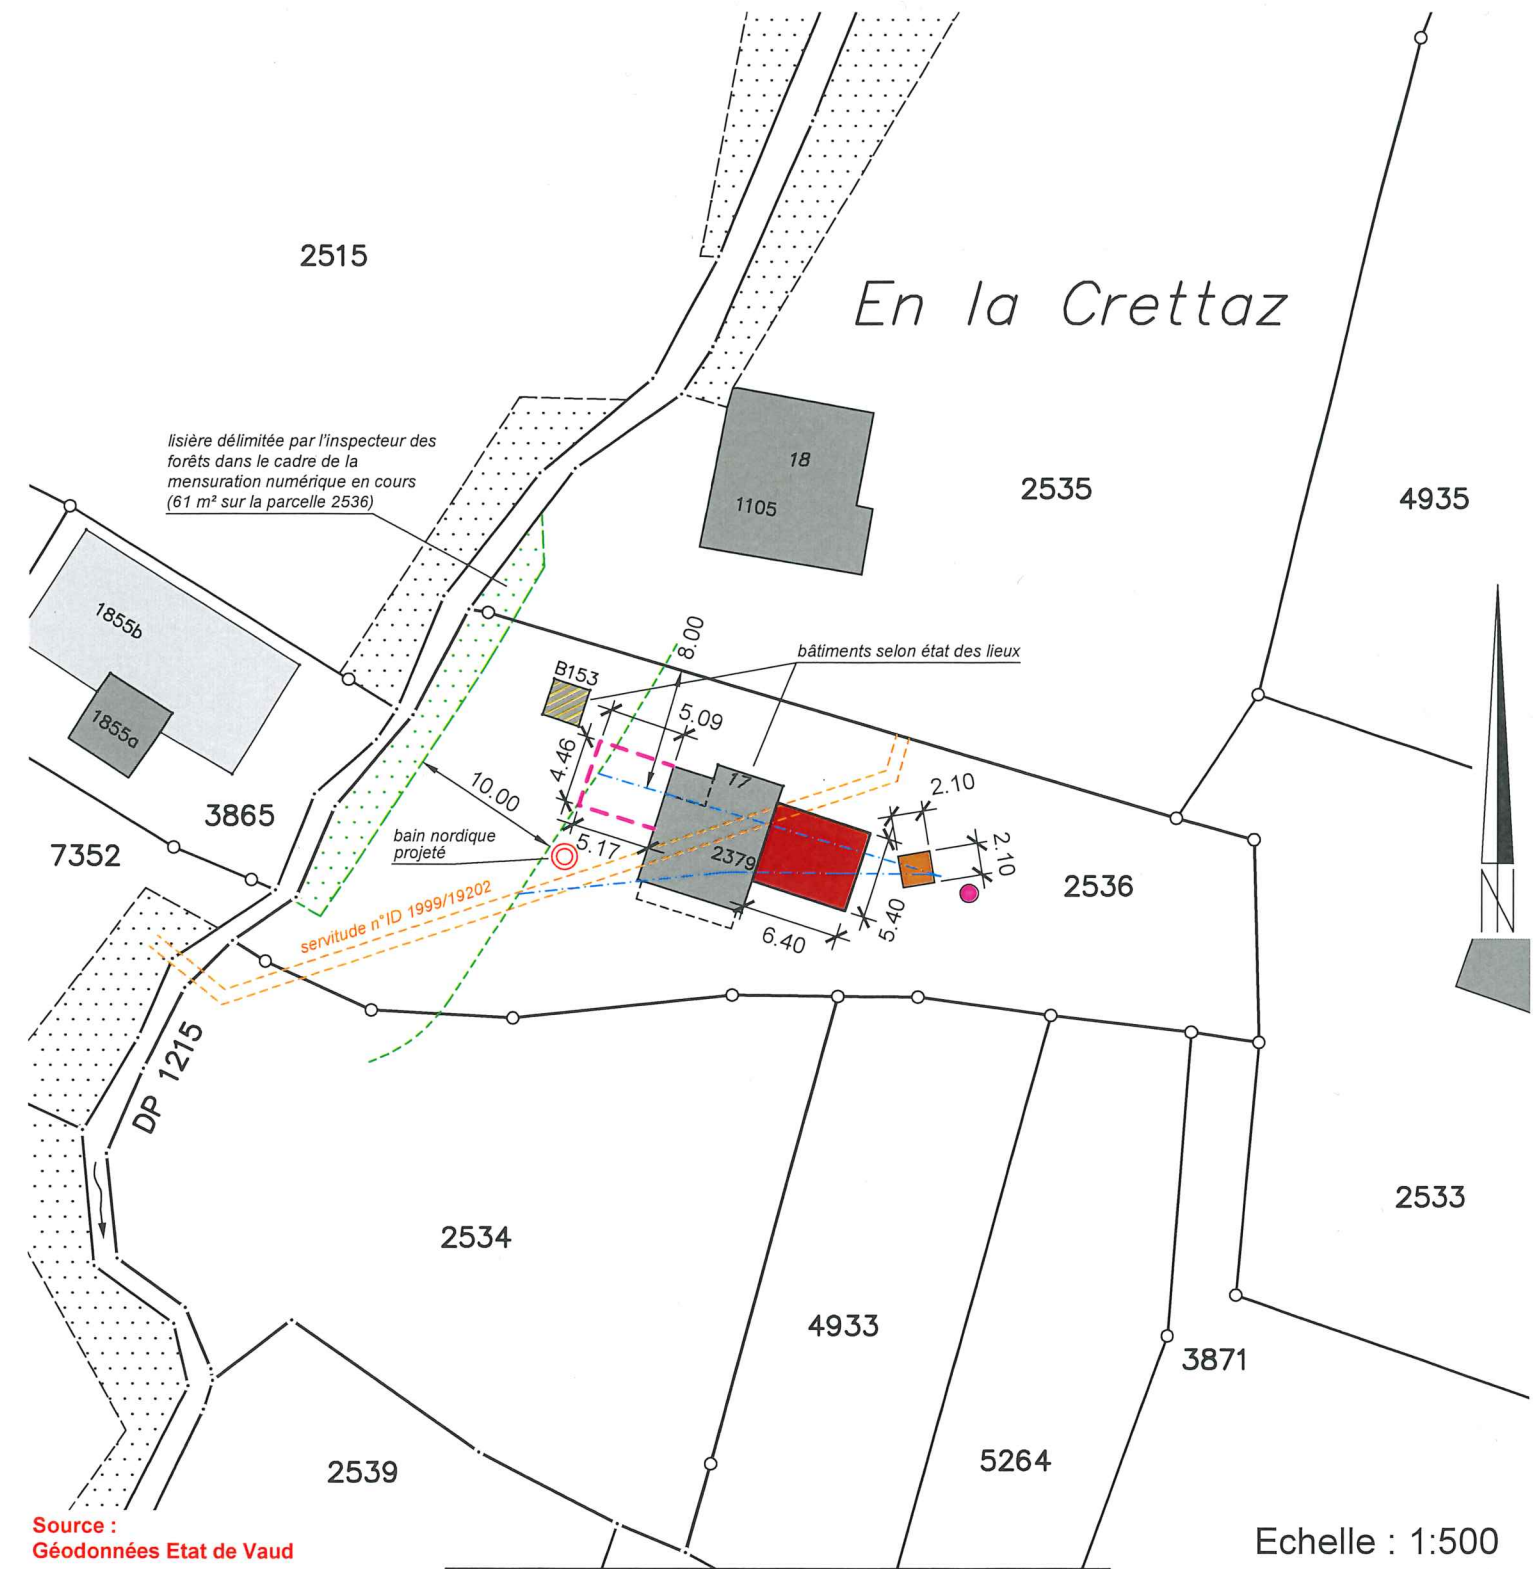 2515
En la Crettaz
lisière délimitée par l'inspecteur des
forêts dans le cadre de la
mensuration numérique en cours
(61 m² sur la parcelle 2536)
18
1105
2535
4935
1855b
1855a
8.00
bâtiments selon état des lieux
B153
5.09
4.46
17
10.00
2.10
3865
bain nordique
projeté
5.17
2379
2.10
7352
2536
servitude n°ID 1999/19202
5.40
6.40
N
DP 1215
2533
2534
4933
3871
5264
2539
Source :
Géodonnées Etat de Vaud
Echelle : 1:500